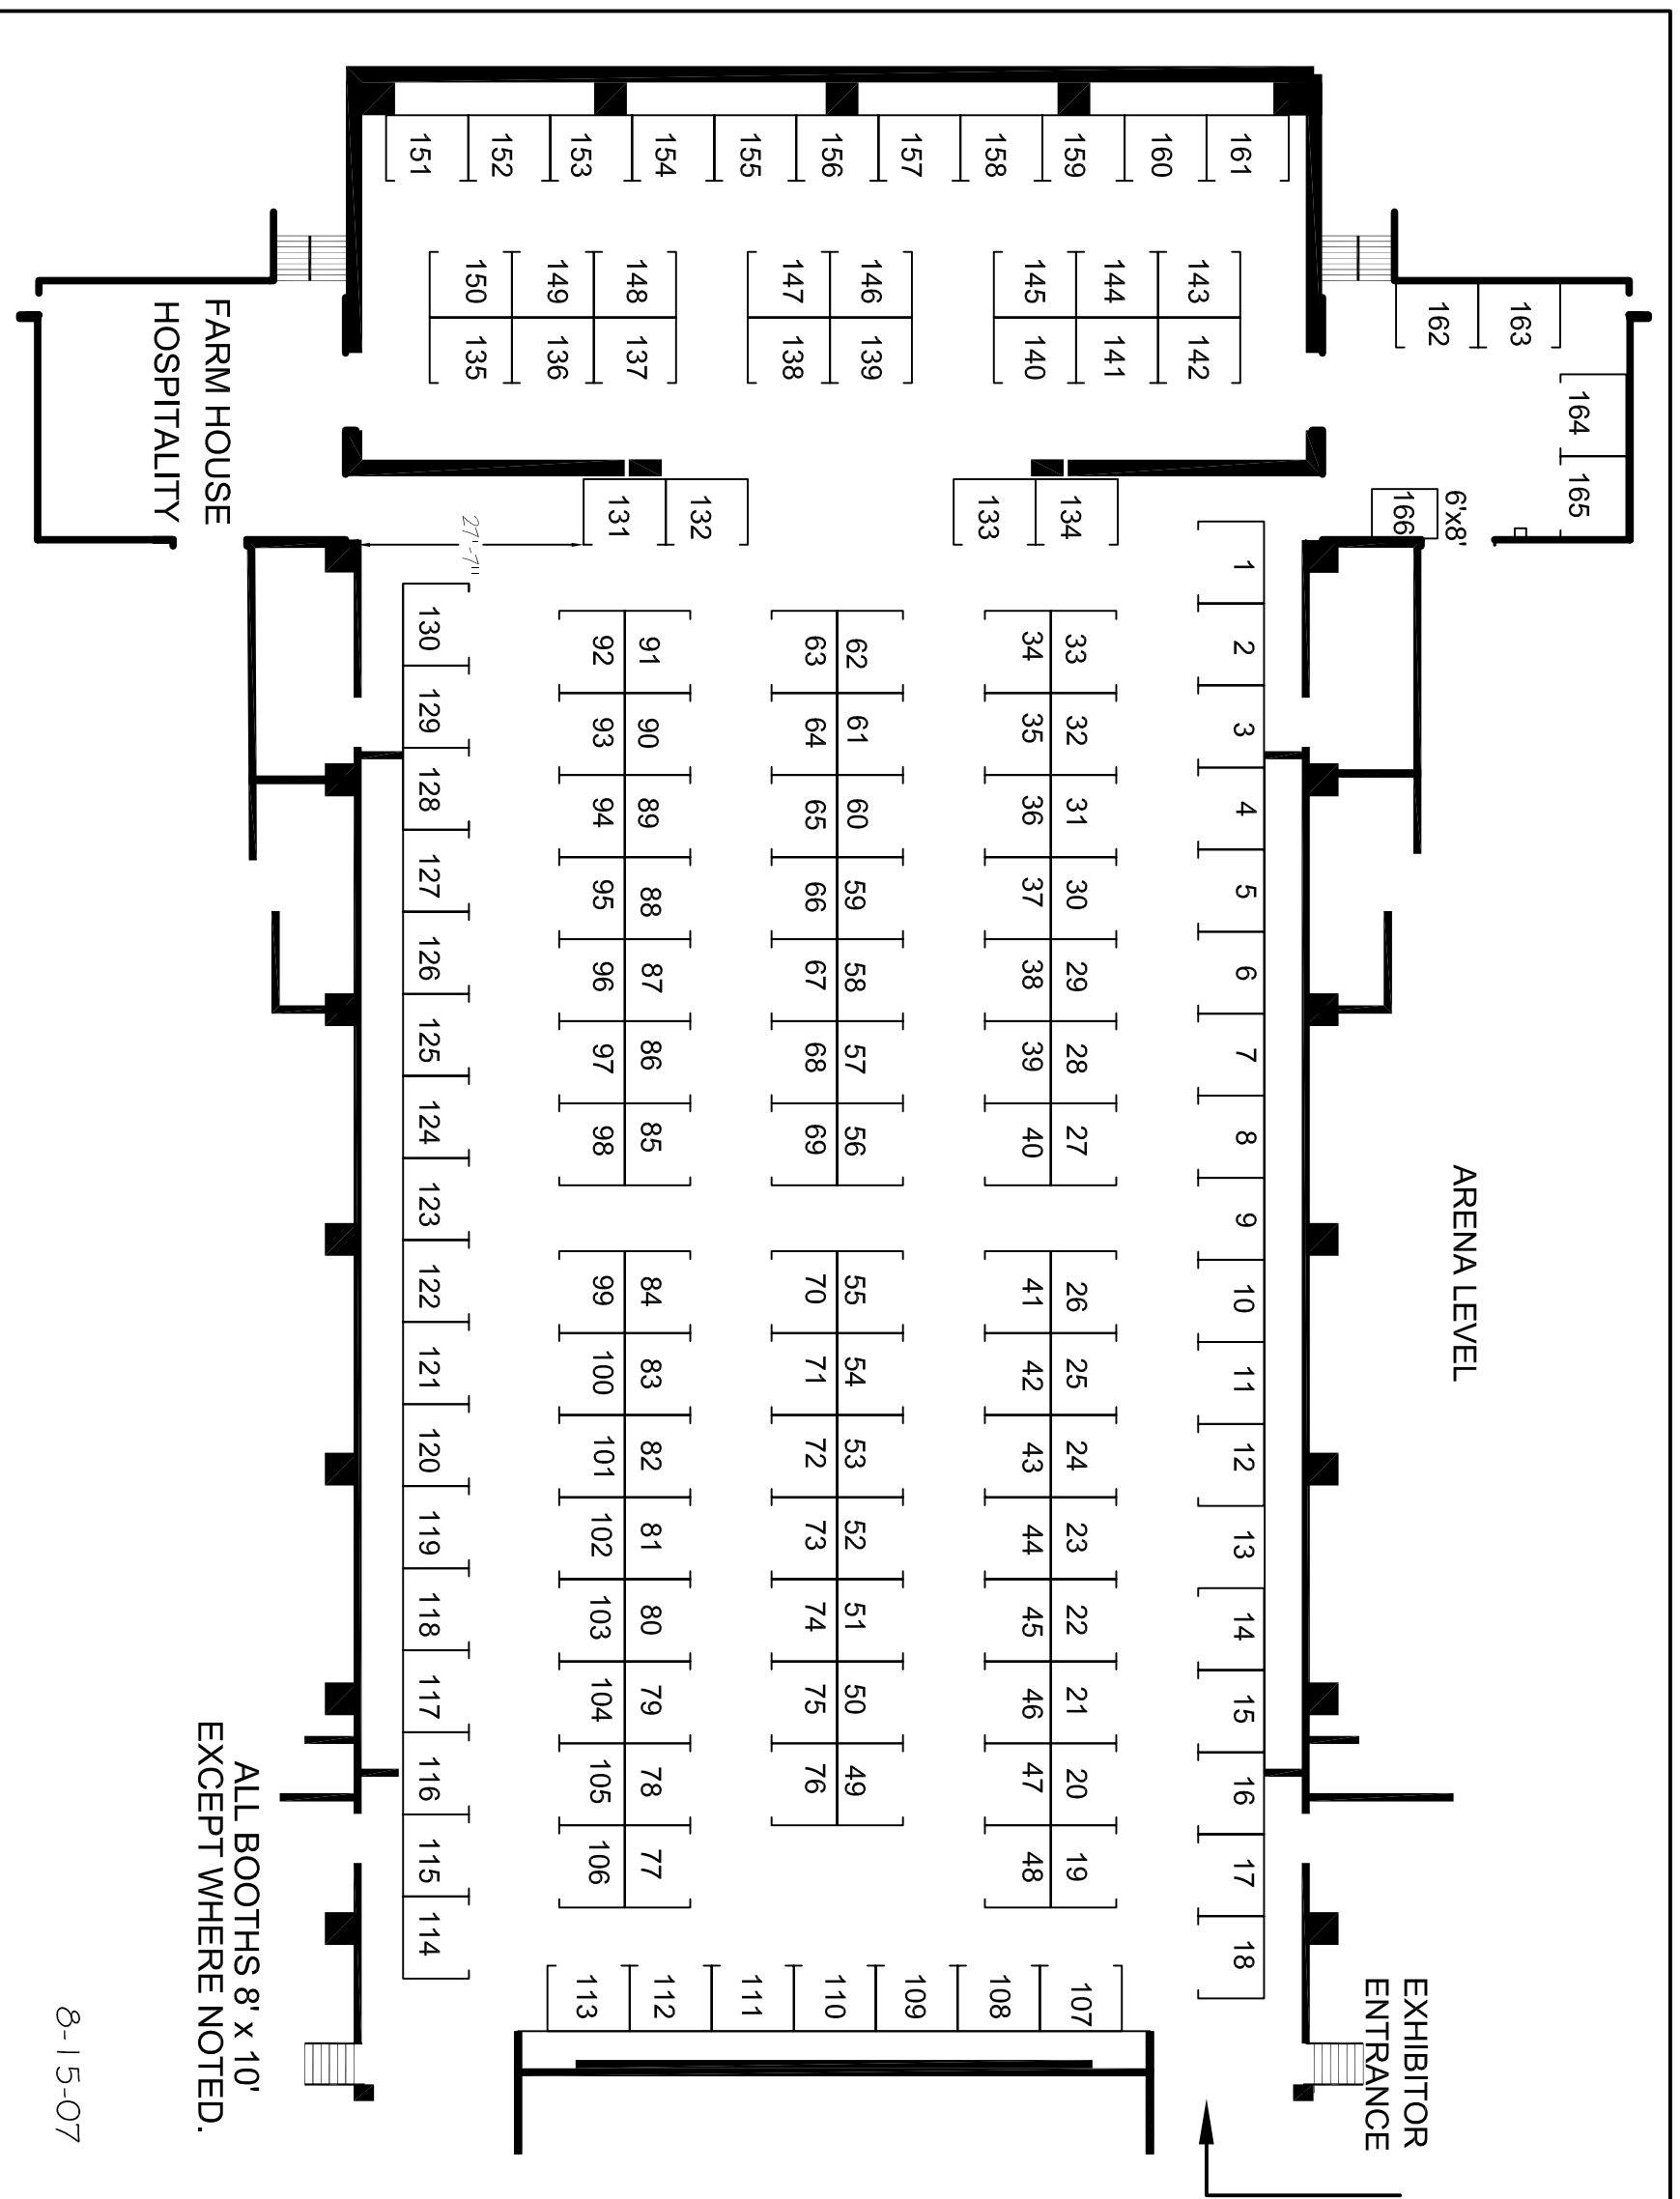 164 165
163
162
6'x8'
166
ARENA LEVEL
EXHIBITOR
ENTRANCE
1 2 3 4 5 6 7 8 9 10 11 12 13 14 15 16 17 18
161
160
159
158
157
156
155
154
153
152
151
143 142
144 141
145 140
146 139
147 138
148 137
149 136
150 135
134
133
132
131
27'-7"
33 32 31 30 29 28 27 26 25 24 23 22 21 20 19
34 35 36 37 38 39 40 41 42 43 44 45 46 47 48
62 61 60 59 58 57 56 55 54 53 52 51 50 49
63 64 65 66 67 68 69 70 71 72 73 74 75 76
91 90 89 88 87 86 85 84 83 82 81 80 79 78 77
92 93 94 95 96 97 98 99 100 101 102 103 104 105 106
107
108
109
110
111
112
113
130 129 128 127 126 125 124 123 122 121 120 119 118 117 116 115 114
FARM HOUSE
HOSPITALITY
ALL BOOTHS 8' x 10'
EXCEPT WHERE NOTED.
8-15-07